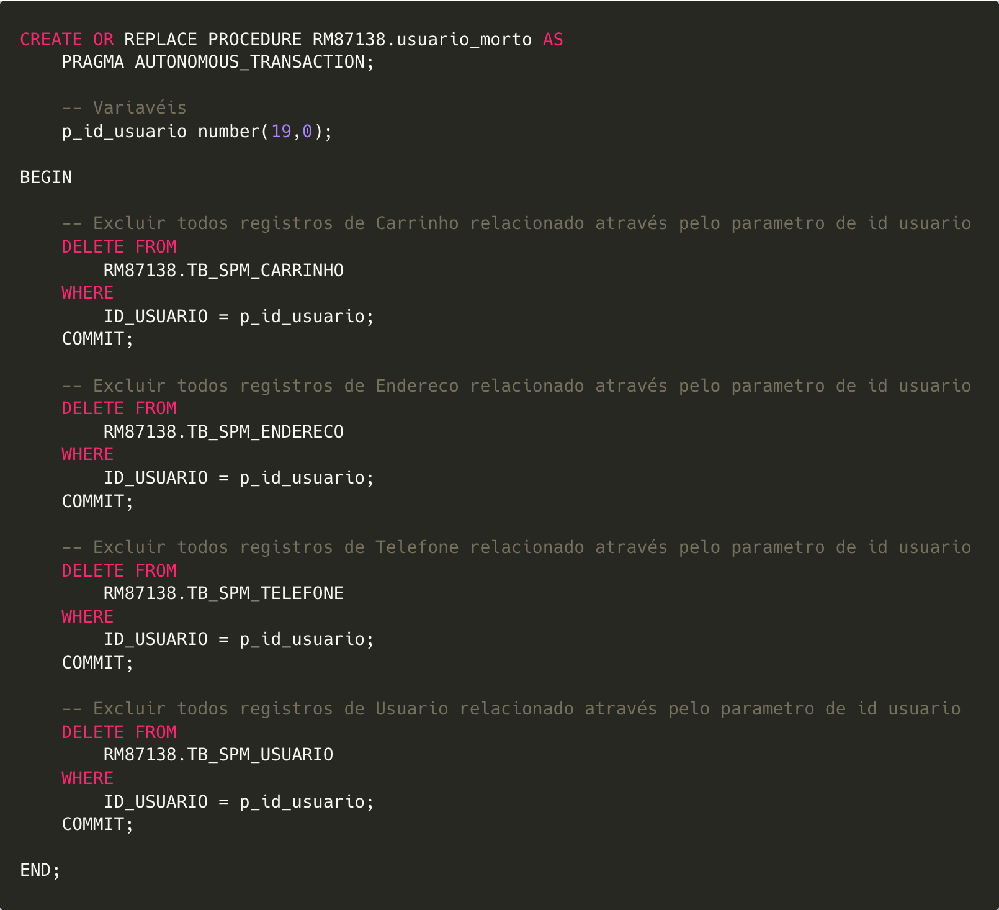 CREATE OR REPLACE PROCEDURE RM87138.usuario_morto AS
    PRAGMA AUTONOMOUS_TRANSACTION;

    -- Variavéis
    p_id_usuario number(19,0);

BEGIN

    -- Excluir todos registros de Carrinho relacionado através pelo parametro de id usuario
    DELETE FROM
        RM87138.TB_SPM_CARRINHO
    WHERE
        ID_USUARIO = p_id_usuario;
    COMMIT;

    -- Excluir todos registros de Endereco relacionado através pelo parametro de id usuario
    DELETE FROM
        RM87138.TB_SPM_ENDERECO
    WHERE
        ID_USUARIO = p_id_usuario;
    COMMIT;

    -- Excluir todos registros de Telefone relacionado através pelo parametro de id usuario
    DELETE FROM
        RM87138.TB_SPM_TELEFONE
    WHERE
        ID_USUARIO = p_id_usuario;
    COMMIT;

    -- Excluir todos registros de Usuario relacionado através pelo parametro de id usuario
    DELETE FROM
        RM87138.TB_SPM_USUARIO
    WHERE
        ID_USUARIO = p_id_usuario;
    COMMIT;

END;